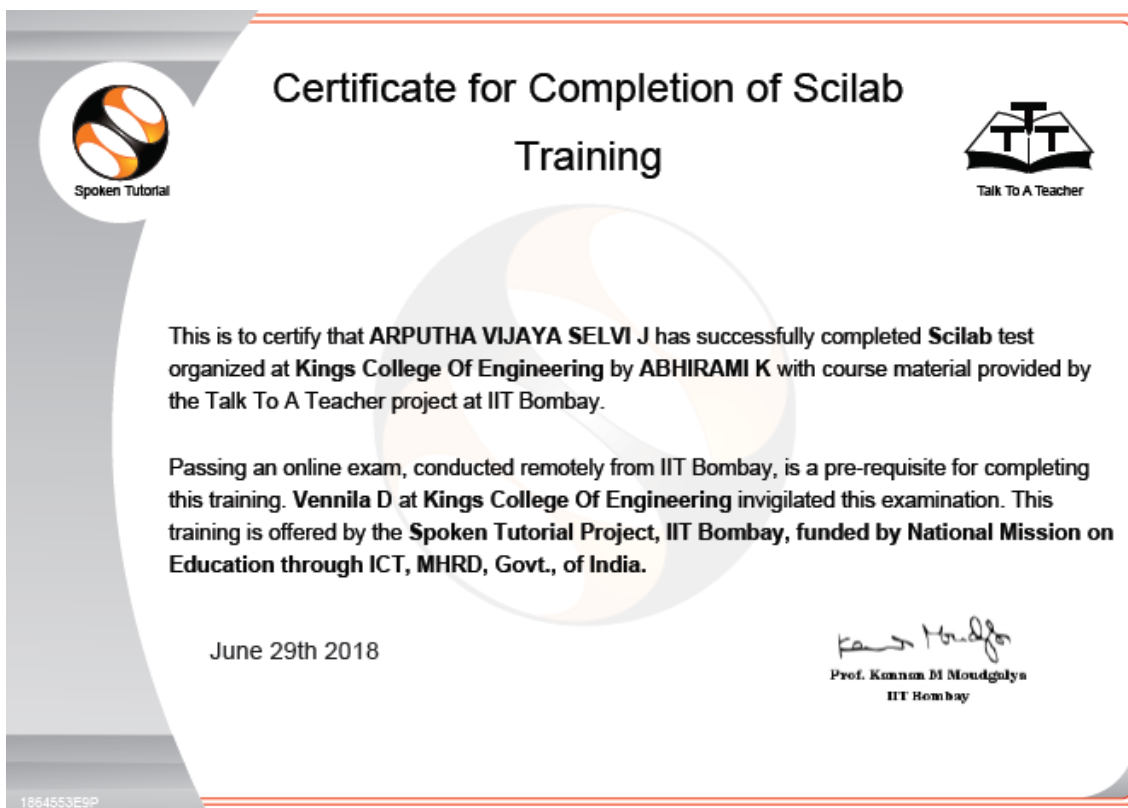 Certificate for Completion of Scilab
Training
Spoken Tutorial
TTT
Talk To A Teacher
This is to certify that ARPUTHA VIJAYA SELVI J has successfully completed Scilab test
organized at Kings College Of Engineering by ABHIRAMI K with course material provided by
the Talk To A Teacher project at IIT Bombay.
Passing an online exam, conducted remotely from IIT Bombay, is a pre-requisite for completing
this training. Vennila D at Kings College Of Engineering invigilated this examination. This
training is offered by the Spoken Tutorial Project, IIT Bombay, funded by National Mission on
Education through ICT, MHRD, Govt., of India.
June 29th 2018
Prof. Kannan M Moudgalya
IIT Bombay
1864553E9P